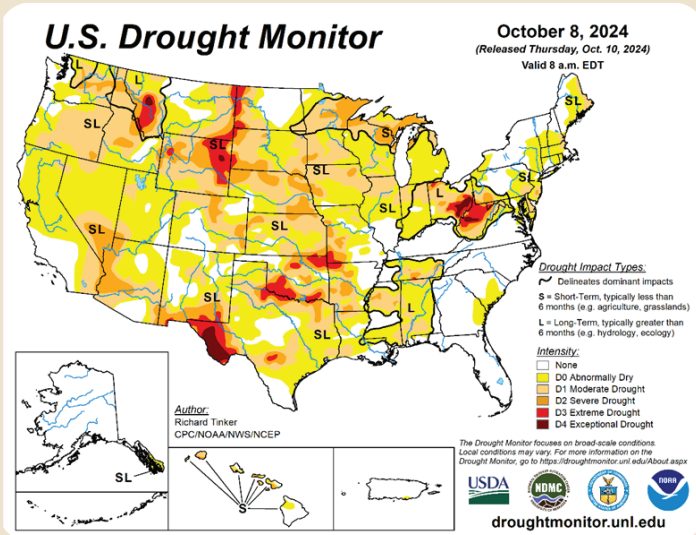 U.S. Drought Monitor
October 8, 2024
(Released Thursday, Oct. 10, 2024)
Valid 8 a.m. EDT
L
L
SL
SL
S
SL
SL
L
SL
SL
SL
SL
SL
SL
L
SL
Drought Impact Types:
Delineates dominant impacts
S = Short-Term, typically less than
6 months (e.g. agriculture, grasslands)
L = Long-Term, typically greater than
6 months (e.g. hydrology, ecology)
Intensity:
None
D0 Abnormally Dry
D1 Moderate Drought
D2 Severe Drought
D3 Extreme Drought
D4 Exceptional Drought
Author:
Richard Tinker
CPC/NOAA/NWS/NCEP
SL
S
The Drought Monitor focuses on broad-scale conditions.
Local conditions may vary. For more information on the
Drought Monitor, go to https://droughtmonitor.unl.edu/About.aspx
USDA
NDMC
NOAA
droughtmonitor.unl.edu